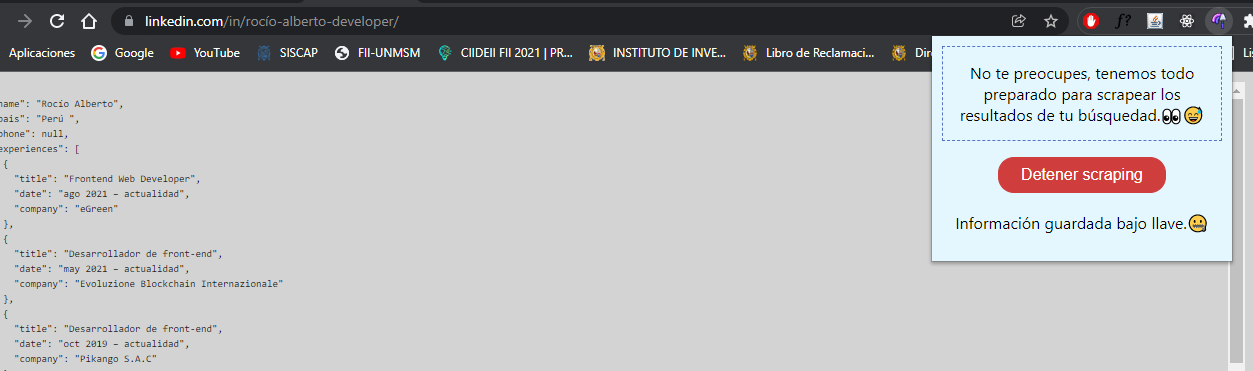 linkedin.com/in/rocío-alberto-developer/
Aplicaciones Google YouTube SISCAP FII-UNMSM CIIDEII FII 2021 | PR... INSTITUTO DE INVE... Libro de Reclamaci... Dire Lis
No te preocupes, tenemos todo
preparado para scrapear los
resultados de tu búsquedad.👀😅
Detener scraping
Información guardada bajo llave.🤐
name": "Rocío Alberto",
pais": "Perú ",
phone": null,
experiences": [
{
"title": "Frontend Web Developer",
"date": "ago 2021 – actualidad",
"company": "eGreen"
},
{
"title": "Desarrollador de front-end",
"date": "may 2021 – actualidad",
"company": "Evoluzione Blockchain Internazionale"
},
{
"title": "Desarrollador de front-end",
"date": "oct 2019 – actualidad",
"company": "Pikango S.A.C"